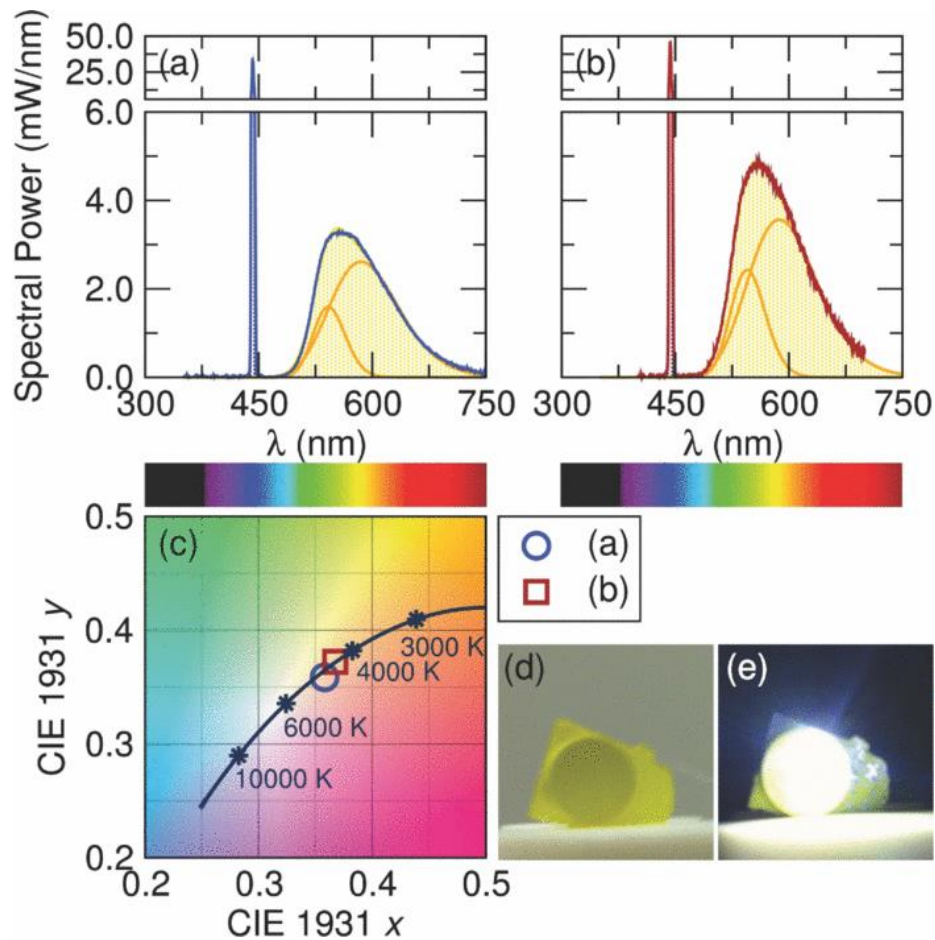 Spectral Power (mW/nm)
50.0
25.0
6.0
4.0
2.0
0.0
(a)
300 450 600 750
λ (nm)
(b)
300 450 600 750
λ (nm)
CIE 1931 y
0.5
0.4
0.3
0.2
(c)
3000 K
4000 K
6000 K
10000 K
0.2 0.3 0.4 0.5
CIE 1931 x
(a)
(b)
(d)
(e)